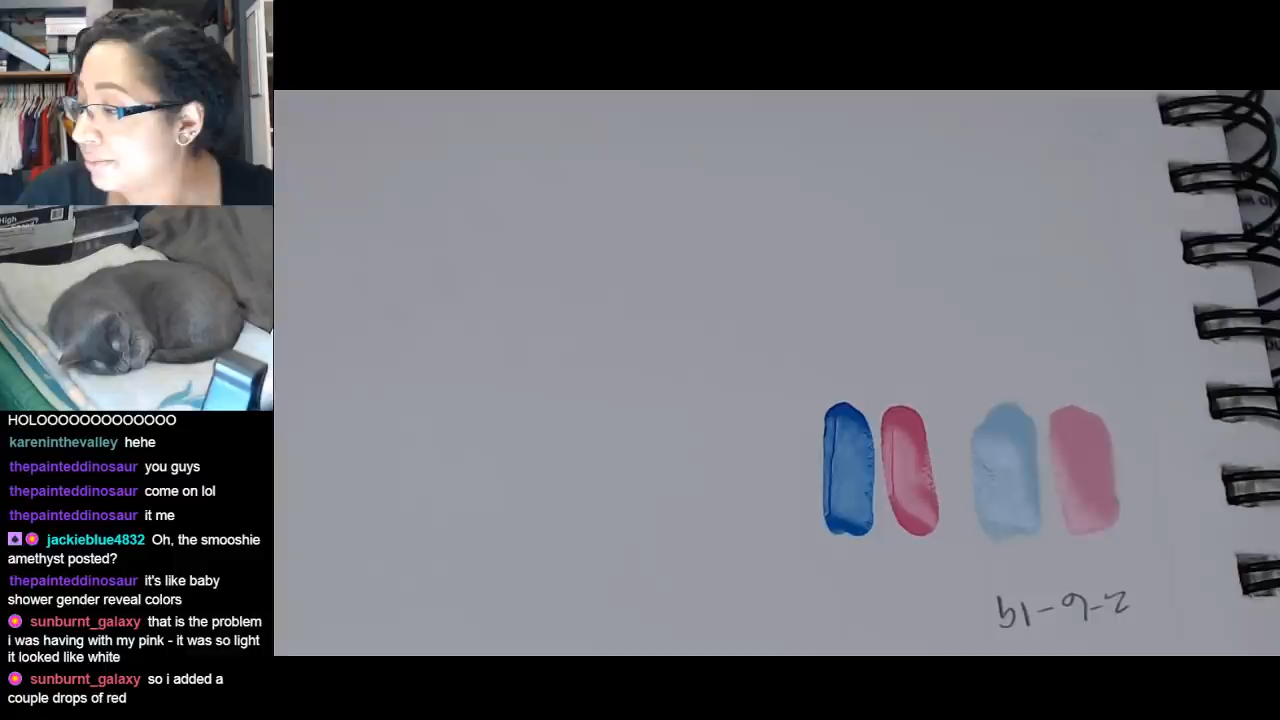 High
HOLOOOOOOOOOOOOO
kareninthevalley hehe
thepainteddinosaur you guys
thepainteddinosaur come on lol
thepainteddinosaur it me
jackieblue4832 Oh, the smooshie
amethyst posted?
thepainteddinosaur it's like baby
shower gender reveal colors
sunburnt_galaxy that is the problem
i was having with my pink - it was so light
it looked like white
sunburnt_galaxy so i added a
couple drops of red
2-6-19